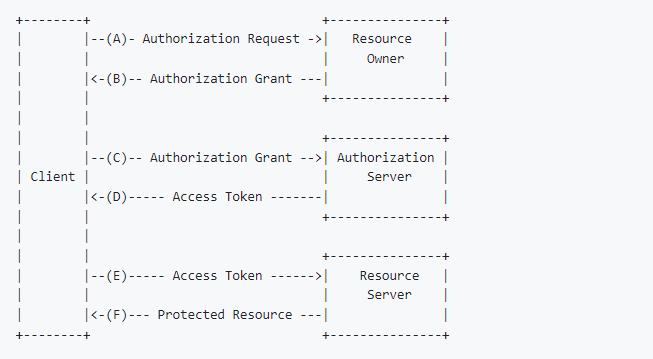 +--------+                               +---------------+
|        |--(A)- Authorization Request ->|   Resource    |
|        |                               |     Owner     |
|        |<-(B)-- Authorization Grant ---|               |
|        |                               +---------------+
|        |
|        |                               +---------------+
|        |--(C)-- Authorization Grant -->| Authorization |
| Client |                               |     Server    |
|        |<-(D)----- Access Token -------|               |
|        |                               +---------------+
|        |
|        |                               +---------------+
|        |--(E)----- Access Token ------>|    Resource   |
|        |                               |     Server    |
|        |<-(F)--- Protected Resource ---|               |
+--------+                               +---------------+